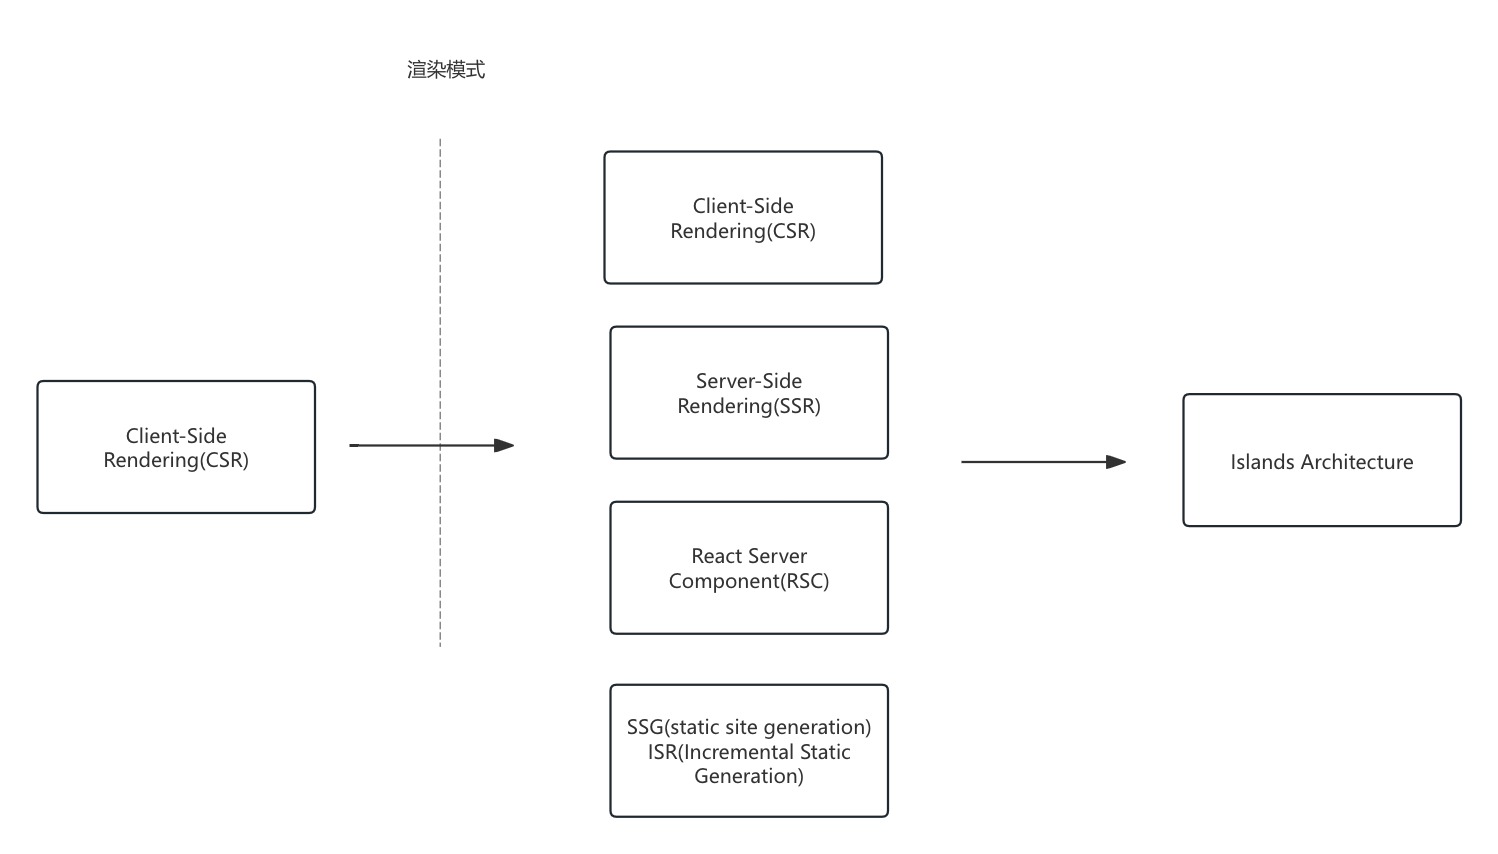 渲染模式
Client-Side
Rendering(CSR)
Client-Side
Rendering(CSR)
Server-Side
Rendering(SSR)
React Server
Component(RSC)
SSG(static site generation)
ISR(Incremental Static
Generation)
Islands Architecture